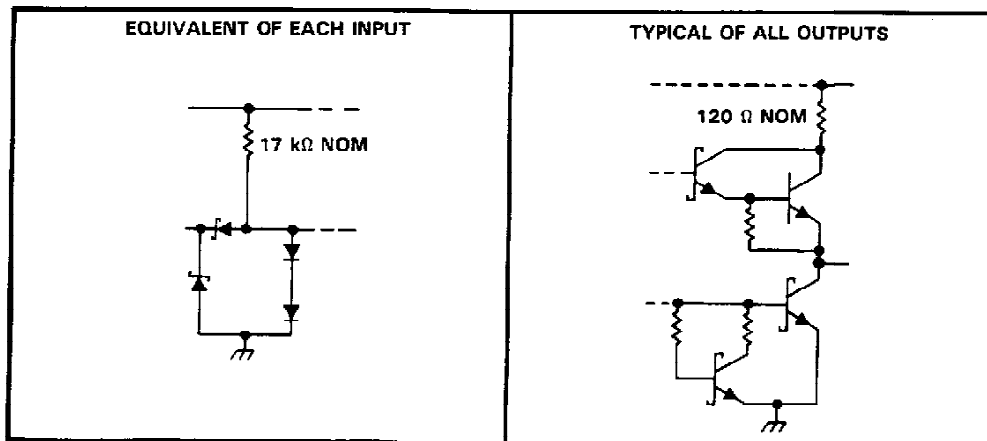 EQUIVALENT OF EACH INPUT
17 kΩ NOM
TYPICAL OF ALL OUTPUTS
120 Ω NOM